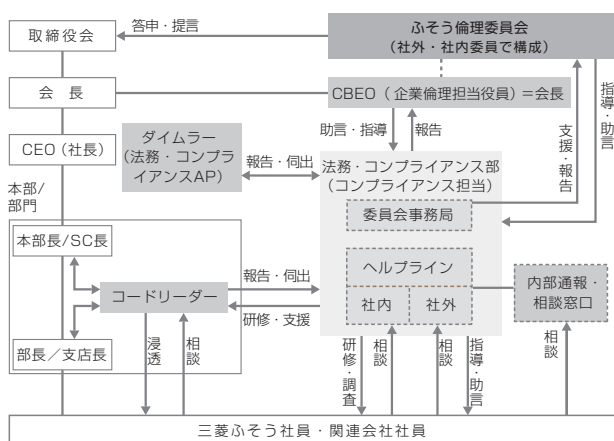 取締役会
答申・提言
ふそう倫理委員会
(社外・社内委員で構成)
会 長
CBEO(企業倫理担当役員)=会長
CEO(社長)
ダイムラー
(法務・コンプラ
イアンスAP)
助言・指導
報告
支援・報告
指導・助言
報告・伺出
法務・コンプライアンス部
(コンプライアンス担当)
委員会事務局
本部/
部門
本部長/SC長
コードリーダー
部長/支店長
報告・伺出
研修・支援
ヘルプライン
社内
社外
内部通報・
相談窓口
浸透
相談
研修・調査
相談
相談
指導・助言
相談
三菱ふそう社員・関連会社社員